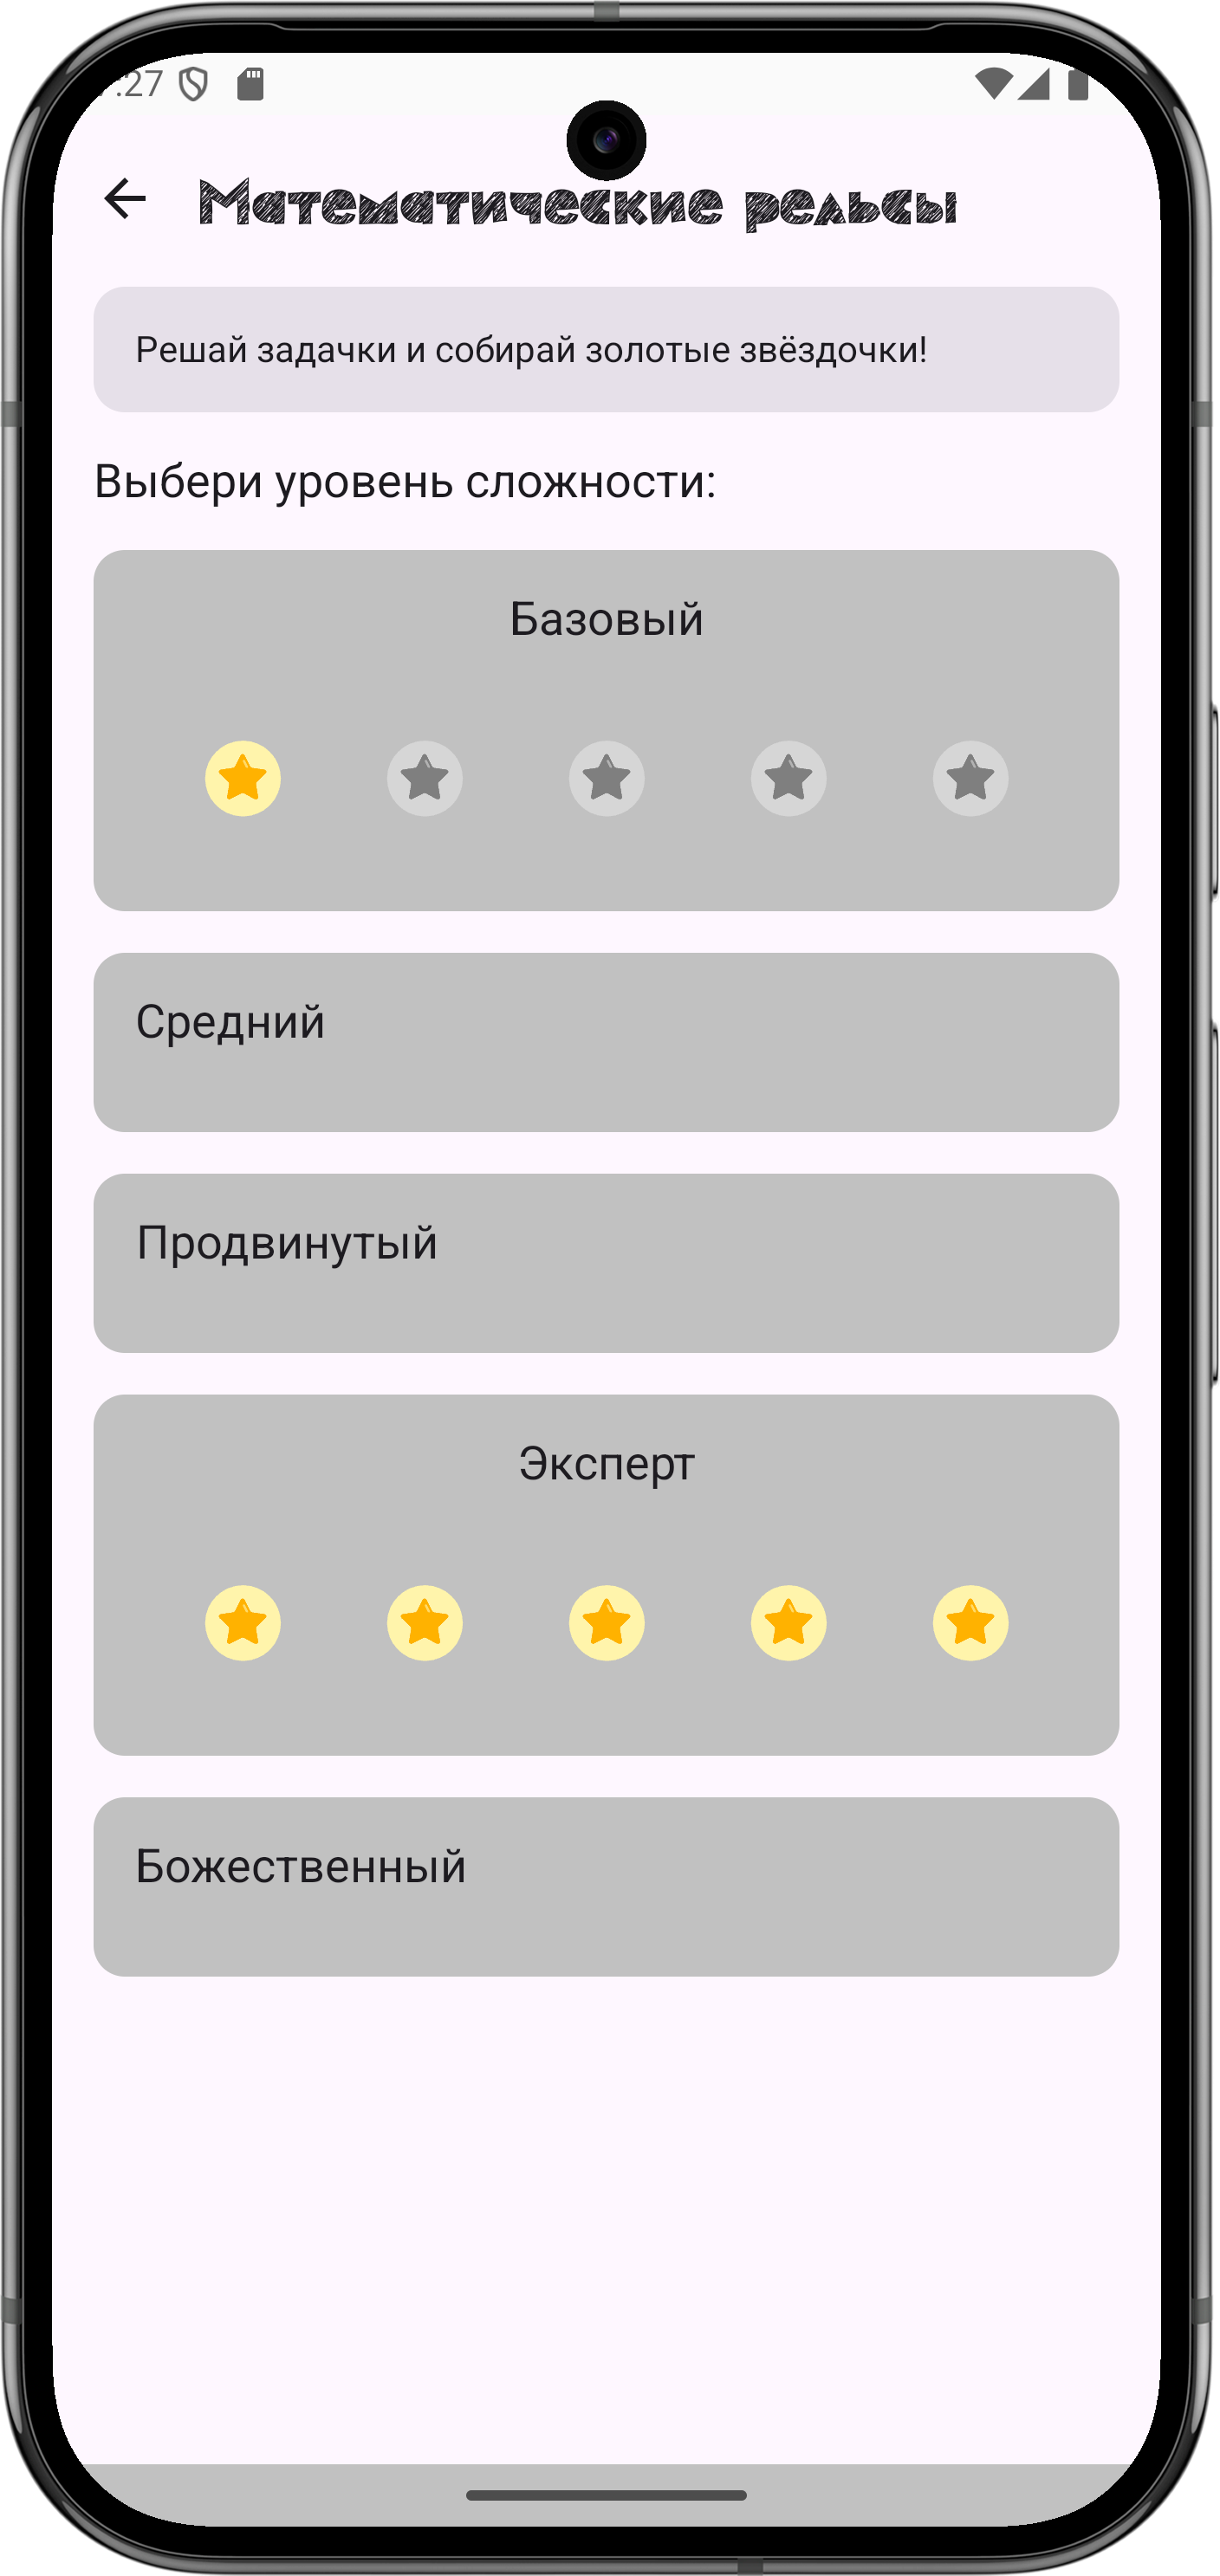 :27
Математические рельсы
Решай задачки и собирай золотые звёздочки!
Выбери уровень сложности:
Базовый
Средний
Продвинутый
Эксперт
Божественный